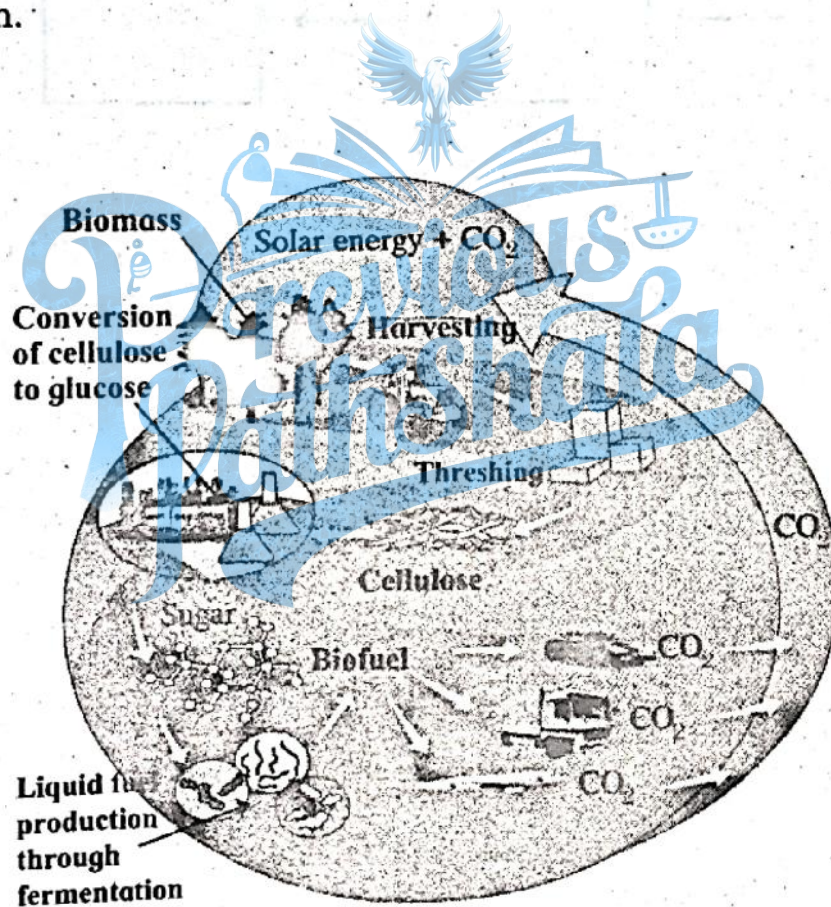 n.
Biomass
Solar energy + CO₂
Conversion
of cellulose
to glucose
Harvesting
Previous
Pathshala
Threshing
CO₂
Cellulose
Sugar
Biofuel
CO₂
CO₂
CO₂
Liquid
production
through
fermentation